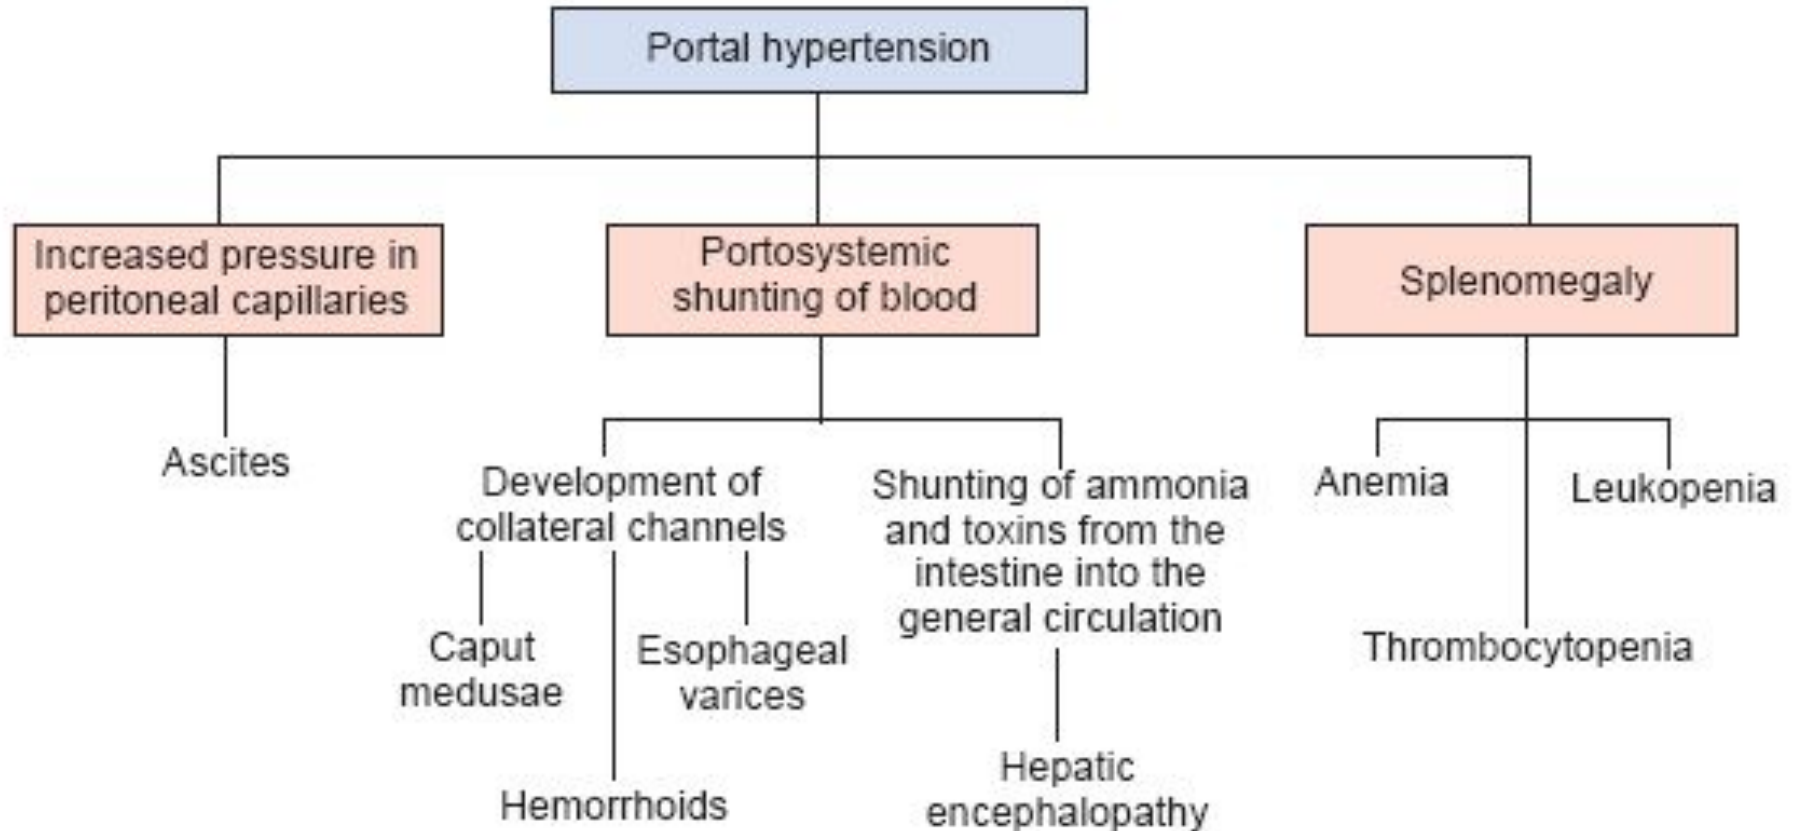 Portal hypertension
Increased pressure in
peritoneal capillaries
Portosystemic
shunting of blood
Splenomegaly
Ascites
Development of
collateral channels
Shunting of ammonia
and toxins from the
intestine into the
general circulation
Anemia
Leukopenia
Caput
medusae
Esophageal
varices
Thrombocytopenia
Hemorrhoids
Hepatic
encephalopathy